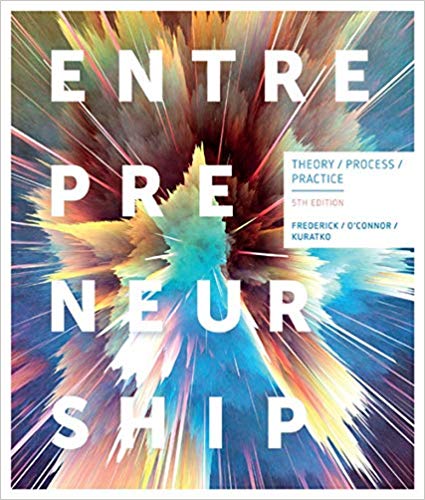 ENTRE
PRE
NEUR
SHIP
THEORY / PROCESS /
PRACTICE
5TH EDITION
FREDERICK / O'CONNOR /
KURATKO